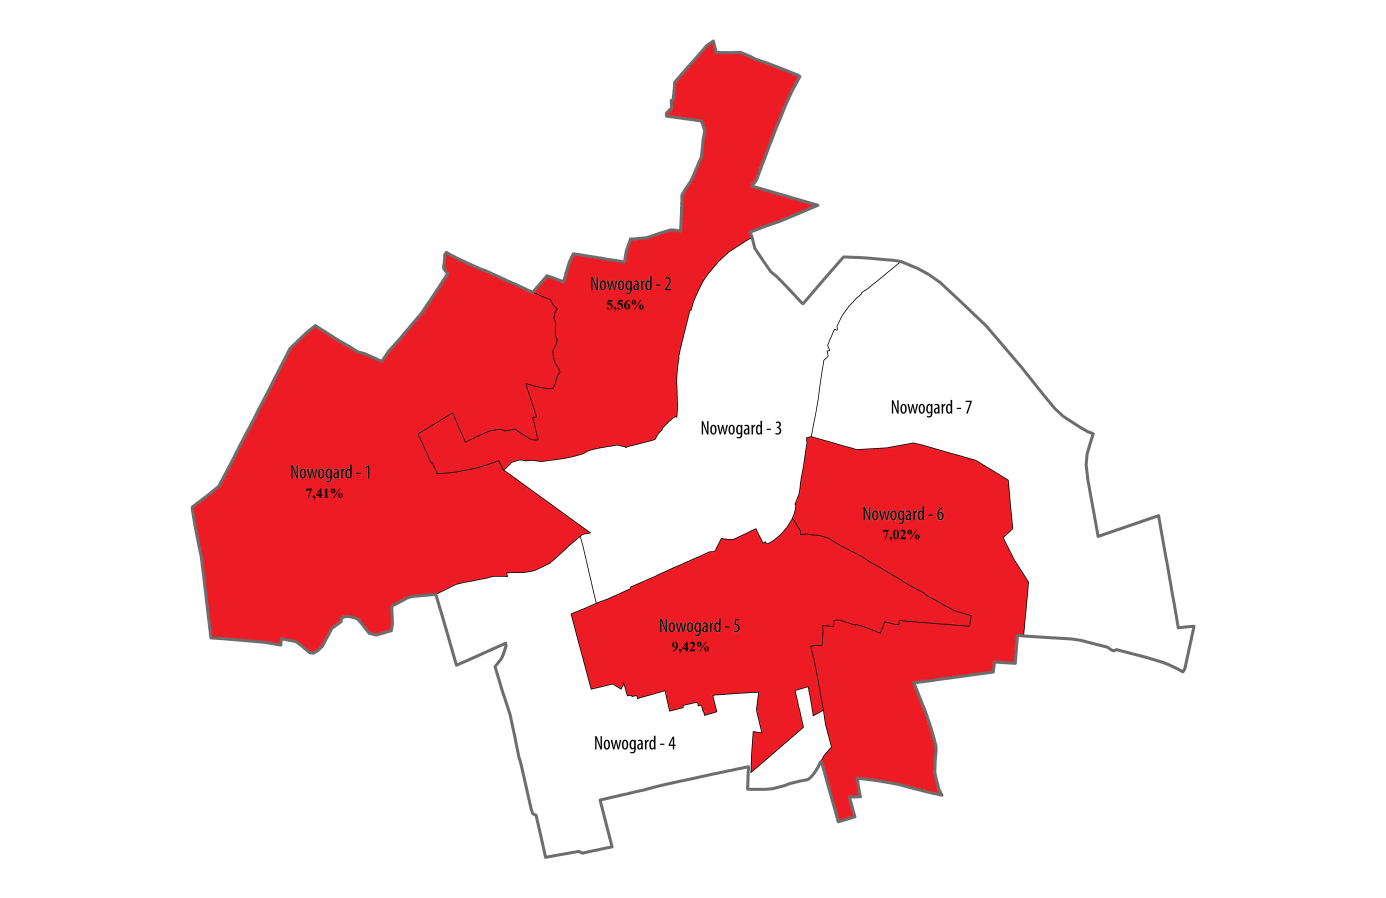 Nowogard - 2
5,56%
Nowogard - 7
Nowogard - 3
Nowogard - 1
7,41%
Nowogard - 6
7,02%
Nowogard - 5
9,42%
Nowogard - 4